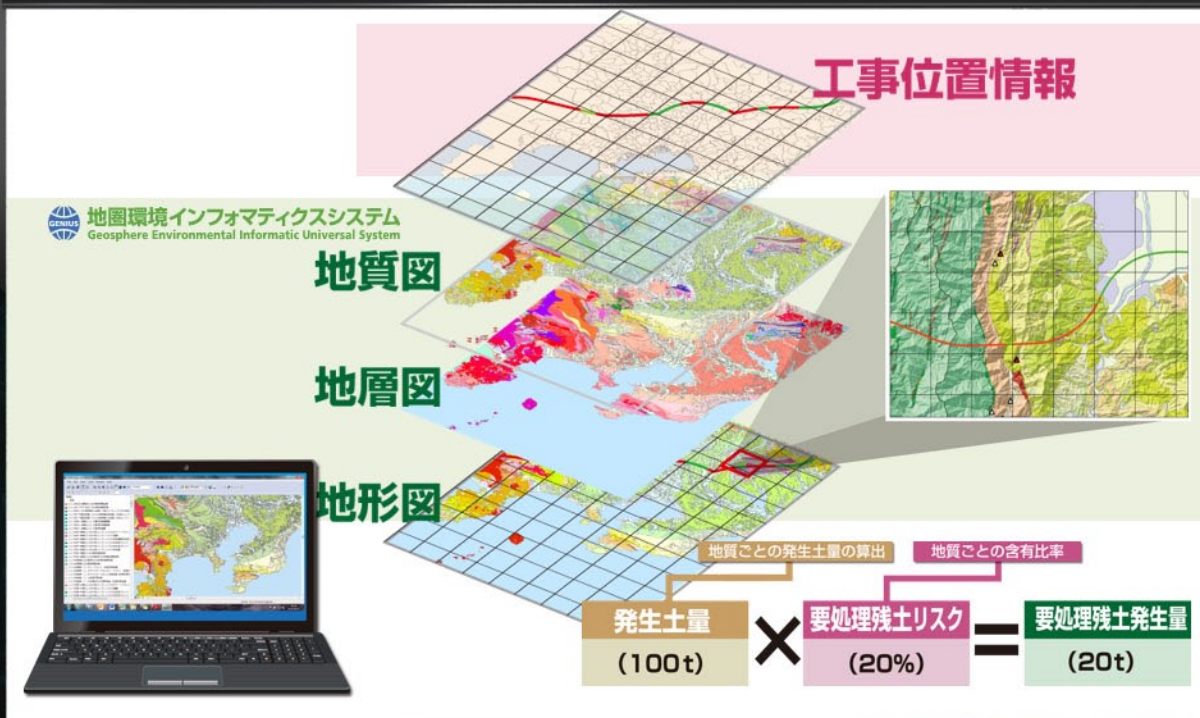 工事位置情報
GENIUS
地圏環境インフォマティクスシステム
Geosphere Environmental Informatic Universal System
地質図
地層図
地形図
地質ごとの発生土量の算出
地質ごとの含有比率
発生土量
(100t)
×
要処理残土リスク
(20%)
=
要処理残土発生量
(20t)